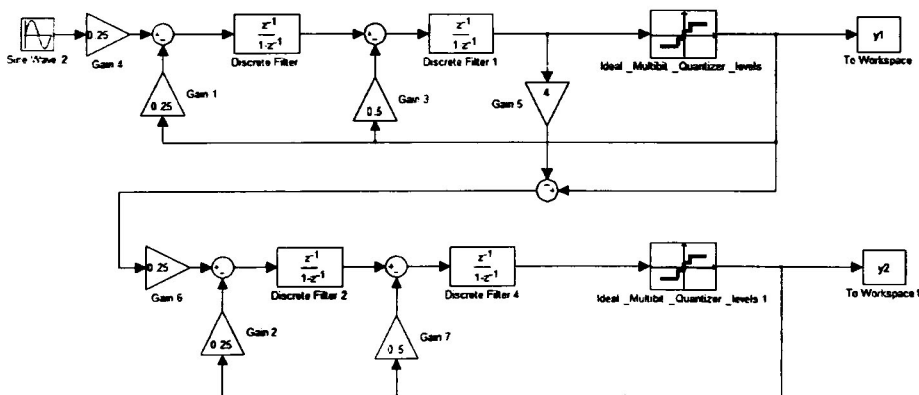 Sine Wave 2
0.25
Gain 4
+-
z-1
1-z-1
Discrete Filter
+-
z-1
1-z-1
Discrete Filter 1
Ideal _Multibit _Quantizer _levels
y1
To Workspace
0.25
Gain 1
0.5
Gain 3
4
Gain 5
0.25
Gain 6
+-
z-1
1-z-1
Discrete Filter 2
+-
z-1
1-z-1
Discrete Filter 4
Ideal _Multibit _Quantizer _levels 1
y2
To Workspace 1
0.25
Gain 2
0.5
Gain 7